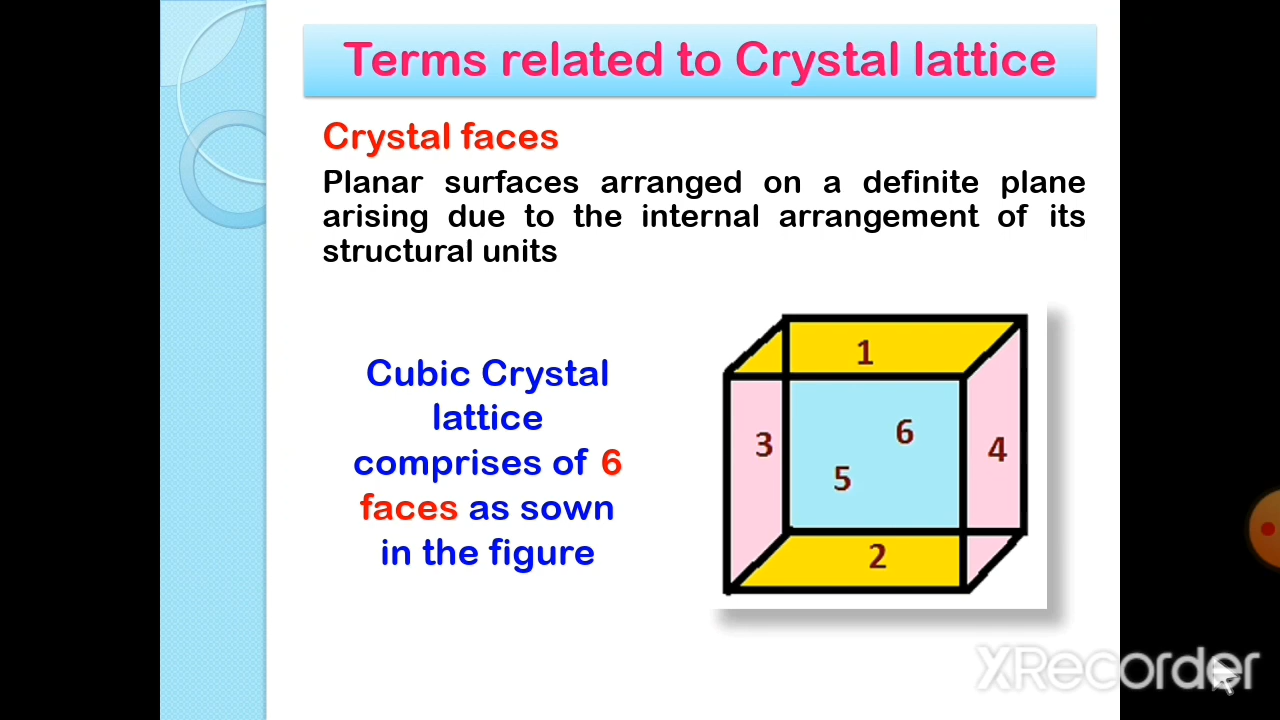 Terms related to Crystal lattice
Crystal faces
Planar surfaces arranged on a definite plane
arising due to the internal arrangement of its
structural units
Cubic Crystal
lattice
comprises of 6
faces as sown
in the figure
1
6
3
4
5
2
XRecorder